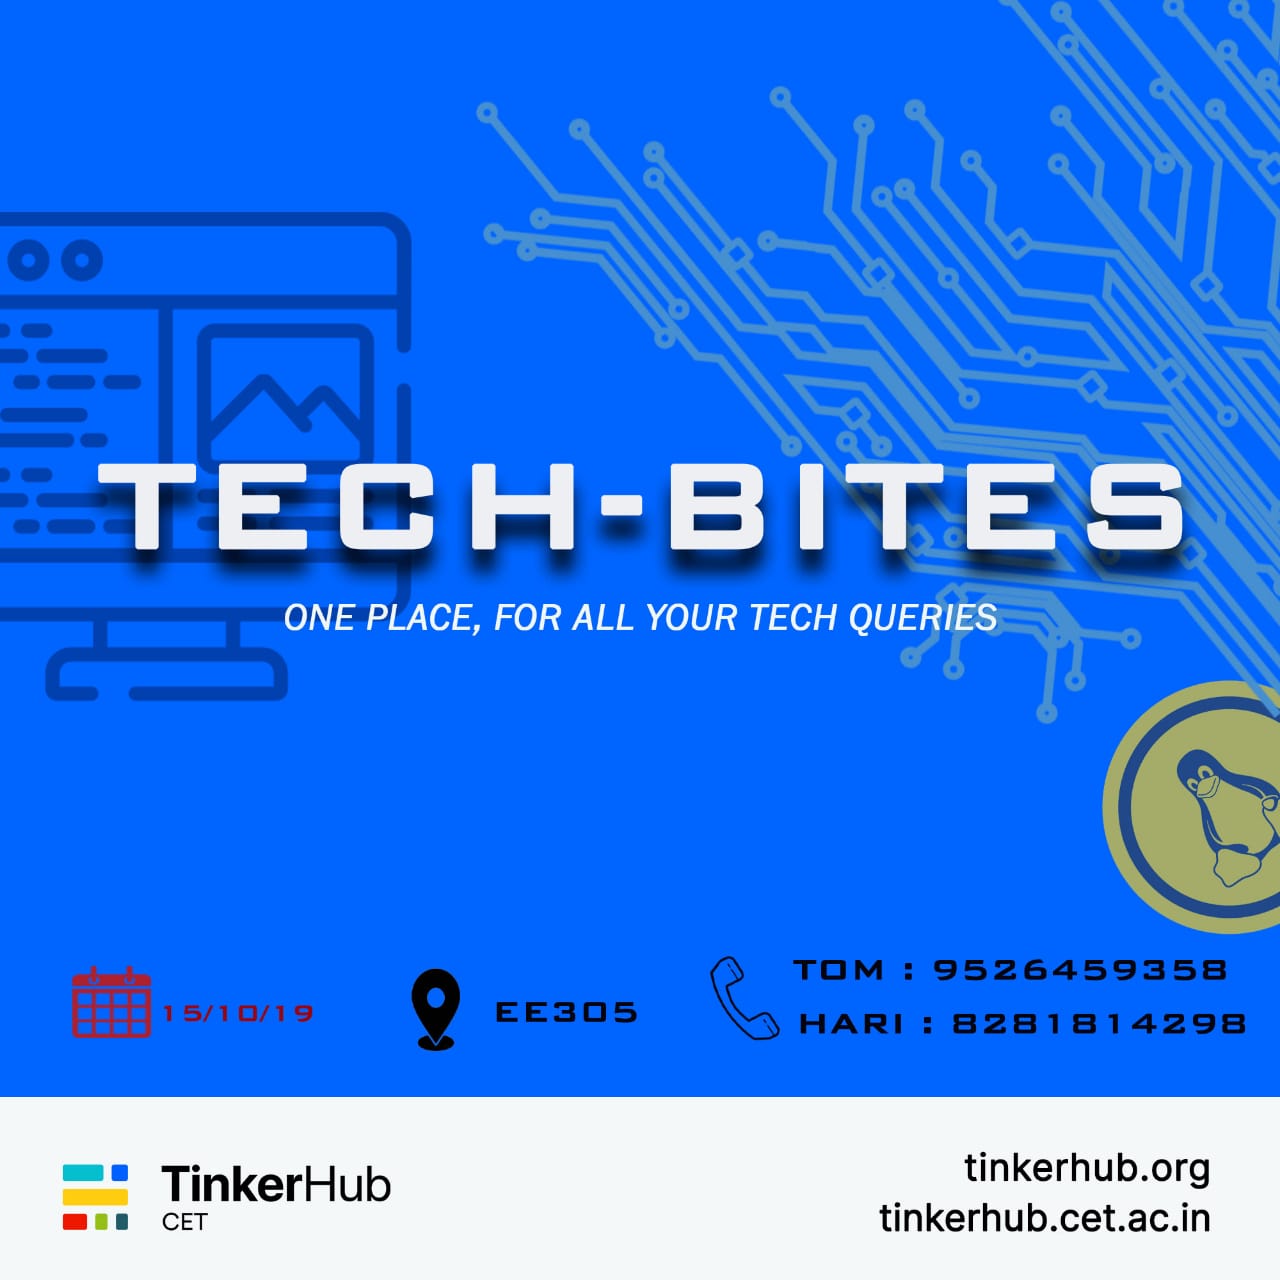 TECH-BITES
ONE PLACE, FOR ALL YOUR TECH QUERIES
15/10/19
EE305
TOM : 9526459358
HARI : 8281814298
TinkerHub
CET
tinkerhub.org
tinkerhub.cet.ac.in